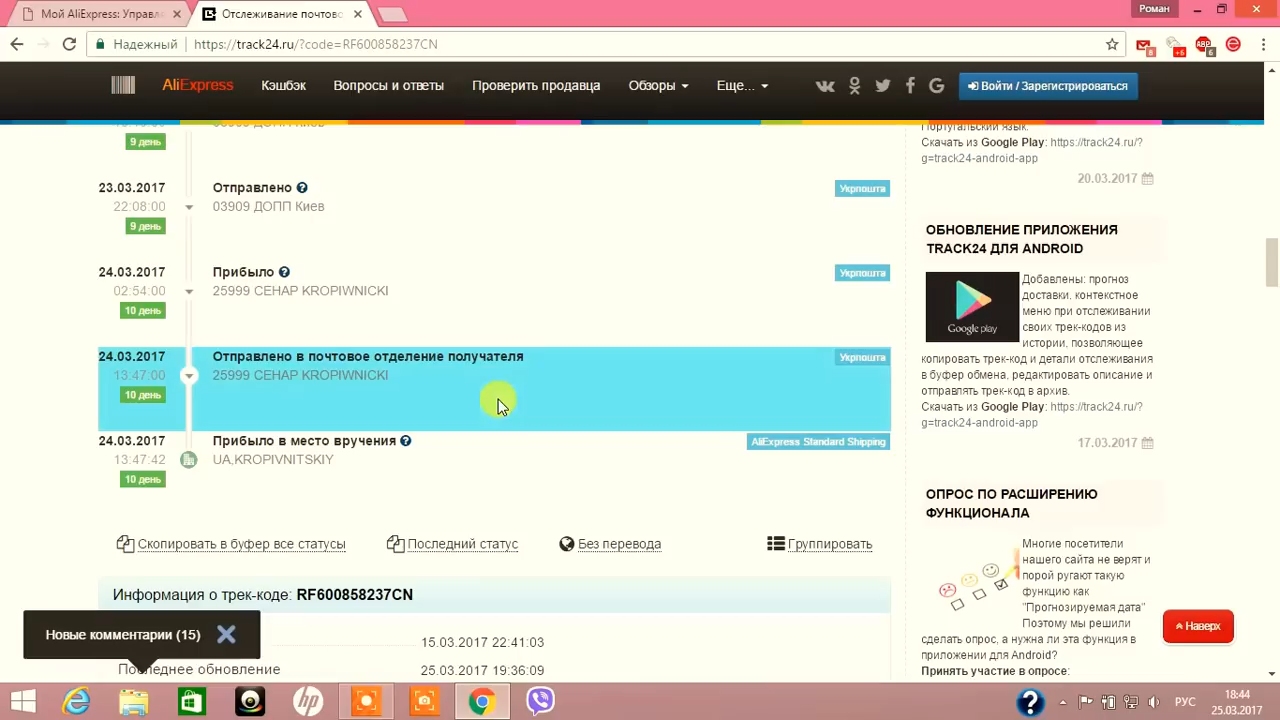 Мой AliExpress: Управл
Отслеживание почтово
Роман
Надежный
https://track24.ru/?code=RF600858237CN
8
+6
ABP
6
AliExpress
Кэшбэк
Вопросы и ответы
Проверить продавца
Обзоры
Еще...
Войти / Зарегистрироваться
03909 ДОПП Киев
9 день
23.03.2017
Отправлено
Укрпошта
22:08:00
03909 ДОПП Киев
9 день
24.03.2017
Прибыло
Укрпошта
02:54:00
25999 CEHAP KROPIWNICKI
10 день
24.03.2017
Отправлено в почтовое отделение получателя
Укрпошта
13:47:00
25999 CEHAP KROPIWNICKI
10 день
24.03.2017
Прибыло в место вручения
AliExpress Standard Shipping
13:47:42
UA,KROPIVNITSKIY
10 день
Скопировать в буфер все статусы
Последний статус
Без перевода
Группировать
Информация о трек-коде: RF600858237CN
15.03.2017 22:41:03
Последнее обновление
25.03.2017 19:36:09
Новые комментарии (15)
Португальский язык.
Скачать из Google Play: https://track24.ru/?
g=track24-android-app
20.03.2017
ОБНОВЛЕНИЕ ПРИЛОЖЕНИЯ
TRACK24 ДЛЯ ANDROID
Google play
Добавлены: прогноз
доставки, контекстное
меню при отслеживании
своих трек-кодов из
истории, позволяющее
копировать трек-код и детали отслеживания
в буфер обмена, редактировать описание и
отправлять трек-код в архив.
Скачать из Google Play: https://track24.ru/?
g=track24-android-app
17.03.2017
ОПРОС ПО РАСШИРЕНИЮ
ФУНКЦИОНАЛА
Многие посетители
нашего сайта не верят и
порой ругают такую
функцию как
"Прогнозируемая дата"
Поэтому мы решили
сделать опрос, а нужна ли эта функция в
приложении для Android?
Принять участие в опросе:
Наверх
hp
РУС
18:44
25.03.2017